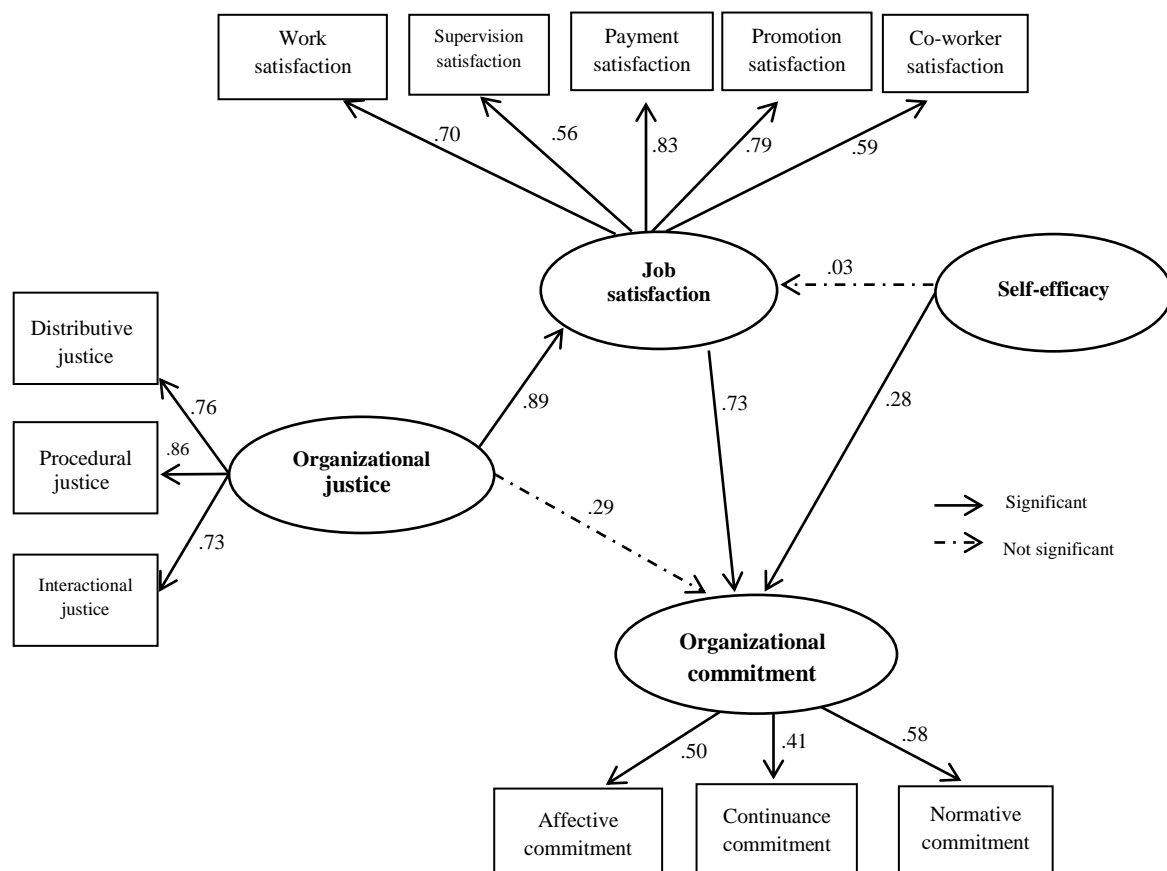 Work
satisfaction
Supervision
satisfaction
Payment
satisfaction
Promotion
satisfaction
Co-worker
satisfaction
.70
.56
.83
.79
.59
Job
satisfaction
.03
Self-efficacy
Distributive
justice
.76
.89
.73
.28
Procedural
justice
.86
Organizational
justice
.29
Significant
Not significant
.73
Interactional
justice
Organizational
commitment
.50
.41
.58
Affective
commitment
Continuance
commitment
Normative
commitment